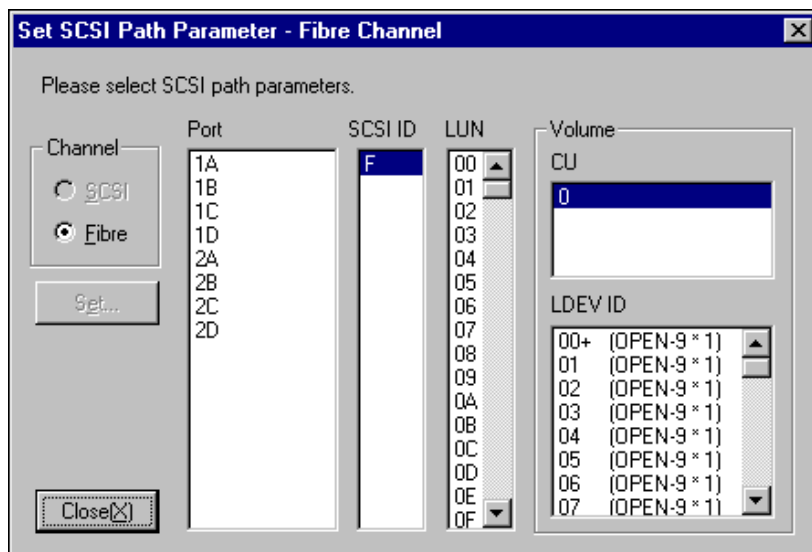 Set SCSI Path Parameter - Fibre Channel
Please select SCSI path parameters.
Channel
SCSI
Fibre
Set...
Close(X)
Port
1A
1B
1C
1D
2A
2B
2C
2D
SCSI ID
F
LUN
00
01
02
03
04
05
06
07
08
09
0A
0B
0C
0D
0E
0F
Volume
CU
0
LDEV ID
00+ (OPEN-9 * 1)
01 (OPEN-9 * 1)
02 (OPEN-9 * 1)
03 (OPEN-9 * 1)
04 (OPEN-9 * 1)
05 (OPEN-9 * 1)
06 (OPEN-9 * 1)
07 (OPEN-9 * 1)